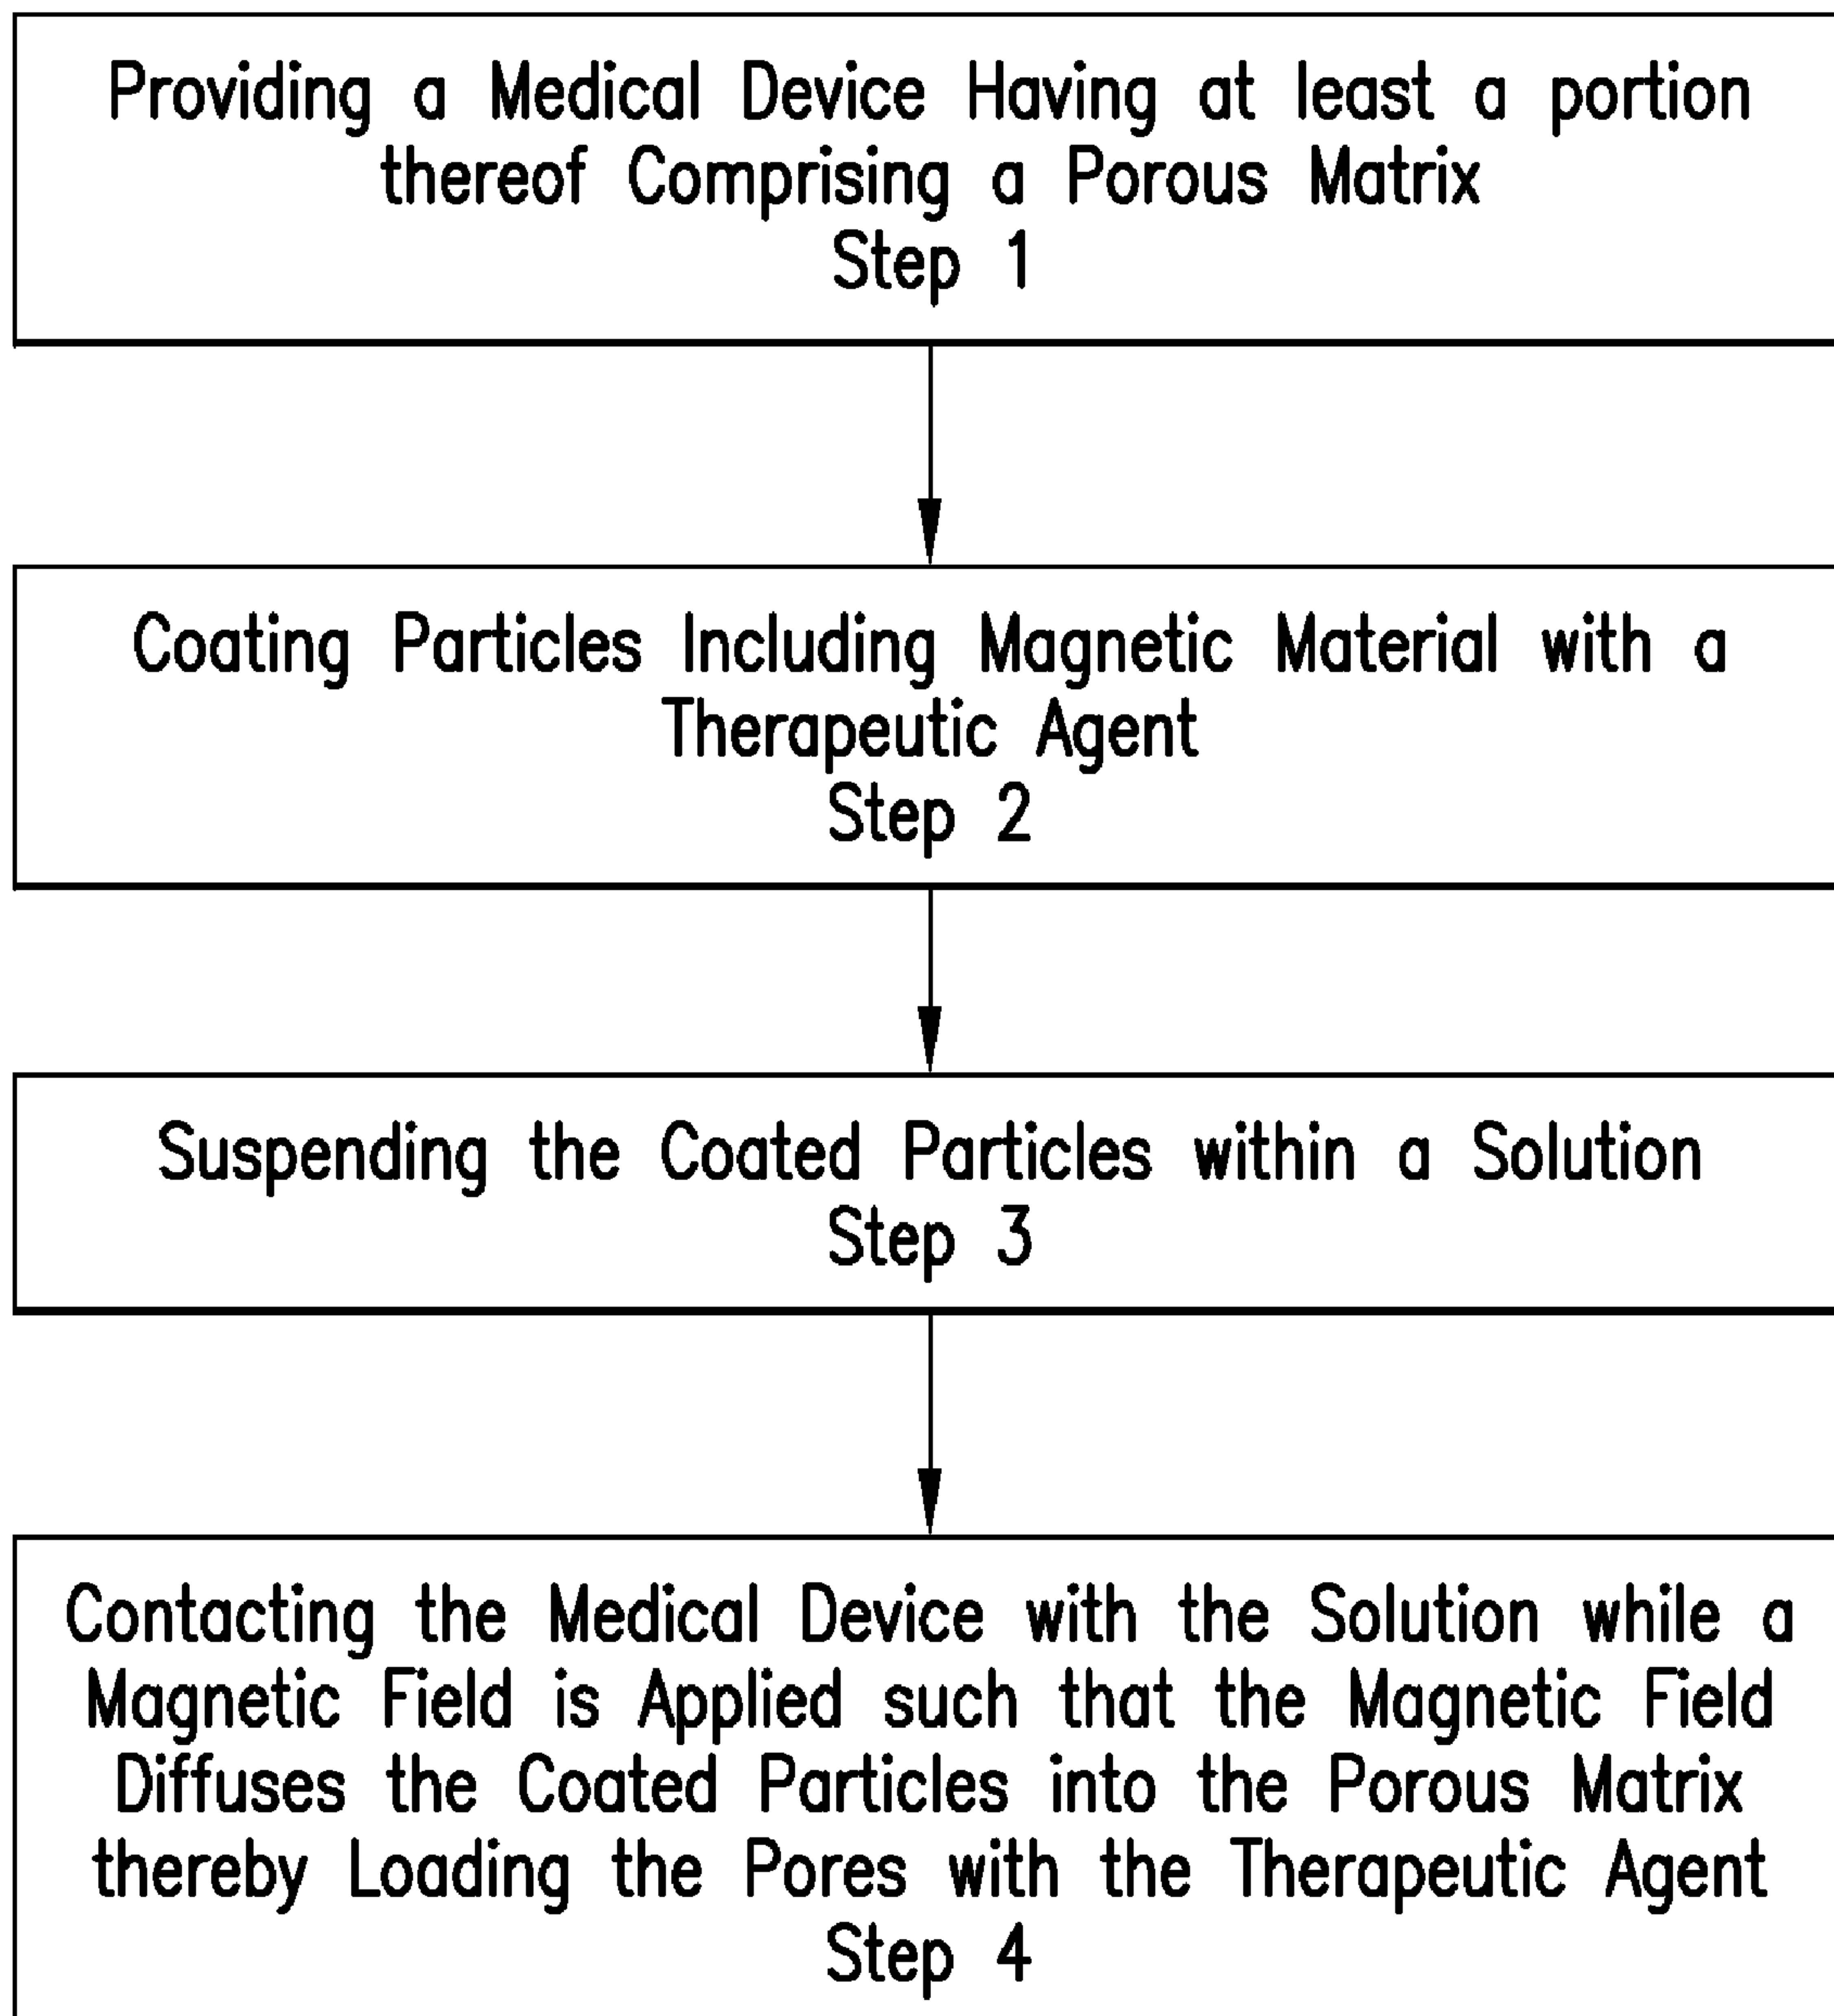 Providing a Medical Device Having at least a portion
thereof Comprising a Porous Matrix
Step 1
Coating Particles Including Magnetic Material with a
Therapeutic Agent
Step 2
Suspending the Coated Particles within a Solution
Step 3
Contacting the Medical Device with the Solution while a
Magnetic Field is Applied such that the Magnetic Field
Diffuses the Coated Particles into the Porous Matrix
thereby Loading the Pores with the Therapeutic Agent
Step 4